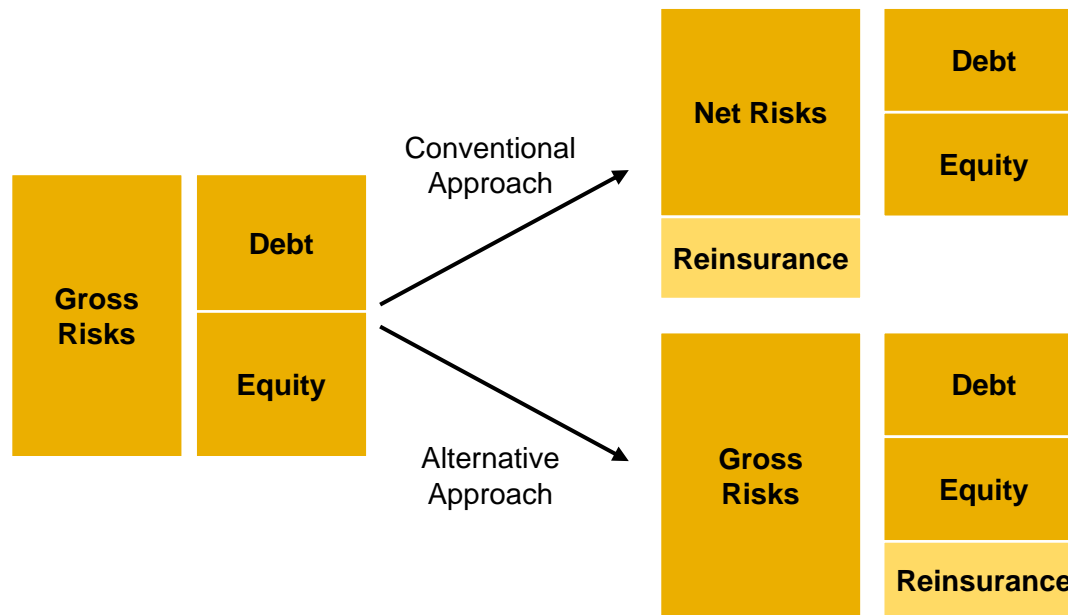 Gross
Risks
Debt
Equity
Conventional
Approach
Alternative
Approach
Net Risks
Reinsurance
Debt
Equity
Gross
Risks
Debt
Equity
Reinsurance